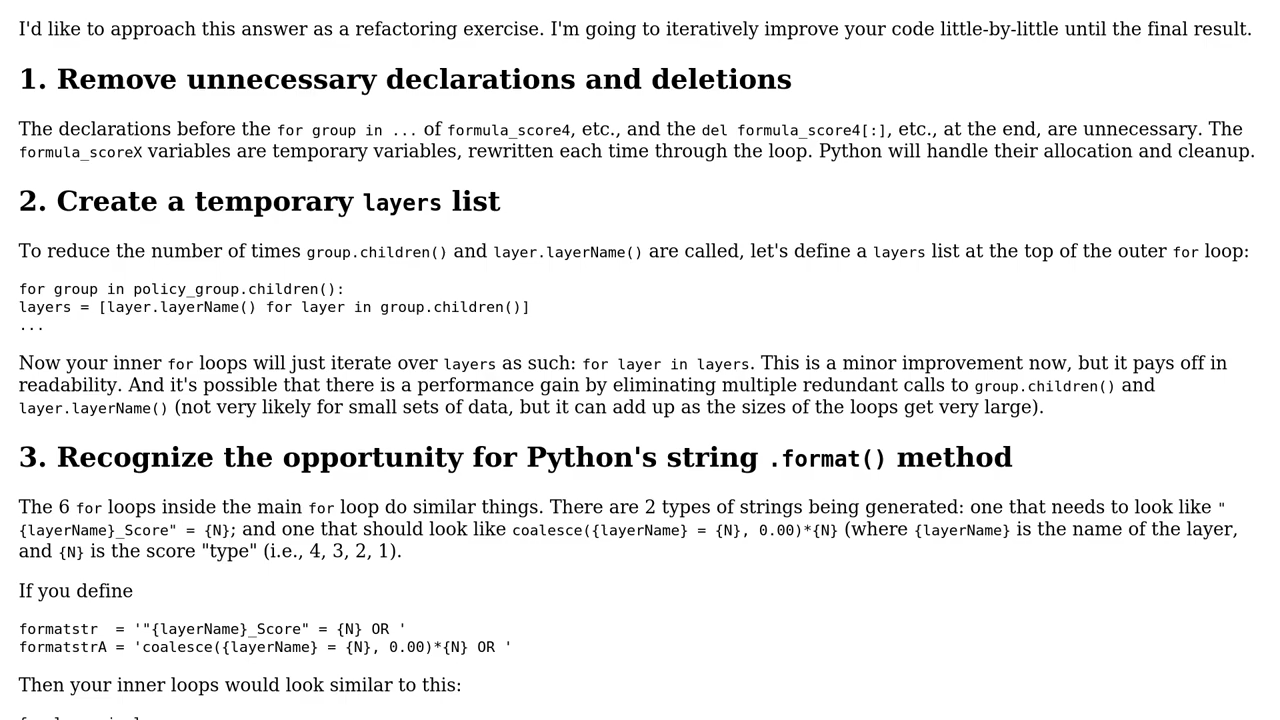 I'd like to approach this answer as a refactoring exercise. I'm going to iteratively improve your code little-by-little until the final result.
1. Remove unnecessary declarations and deletions
The declarations before the for group in ... of formula_score4, etc., and the del formula_score4[:], etc., at the end, are unnecessary. The
formula_scoreX variables are temporary variables, rewritten each time through the loop. Python will handle their allocation and cleanup.
2. Create a temporary layers list
To reduce the number of times group.children() and layer.layerName() are called, let's define a layers list at the top of the outer for loop:
for group in policy_group.children():
layers = [layer.layerName() for layer in group.children()]
...
Now your inner for loops will just iterate over layers as such: for layer in layers. This is a minor improvement now, but it pays off in
readability. And it's possible that there is a performance gain by eliminating multiple redundant calls to group.children() and
layer.layerName() (not very likely for small sets of data, but it can add up as the sizes of the loops get very large).
3. Recognize the opportunity for Python's string .format() method
The 6 for loops inside the main for loop do similar things. There are 2 types of strings being generated: one that needs to look like "
{layerName}_Score" = {N}; and one that should look like coalesce({layerName} = {N}, 0.00)*{N} (where {layerName} is the name of the layer,
and {N} is the score "type" (i.e., 4, 3, 2, 1).
If you define
formatstr  = '"{layerName}_Score" = {N} OR '
formatstrA = 'coalesce({layerName} = {N}, 0.00)*{N} OR '
Then your inner loops would look similar to this: